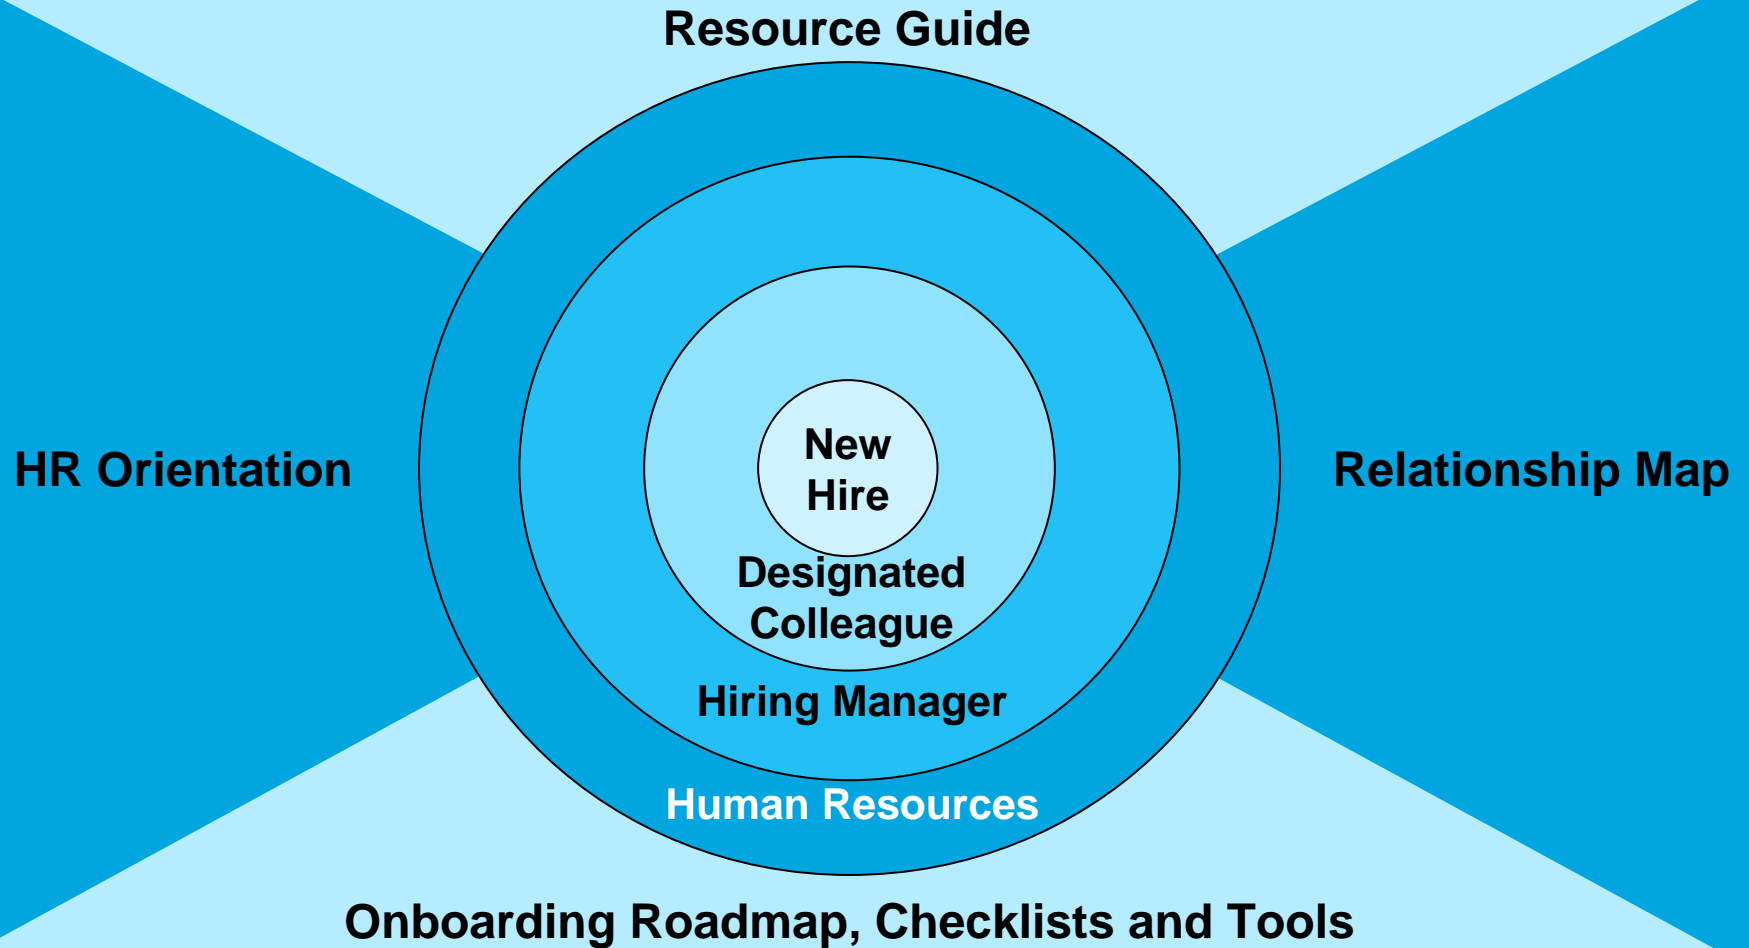 Resource Guide
HR Orientation
New
Hire
Relationship Map
Designated
Colleague
Hiring Manager
Human Resources
Onboarding Roadmap, Checklists and Tools